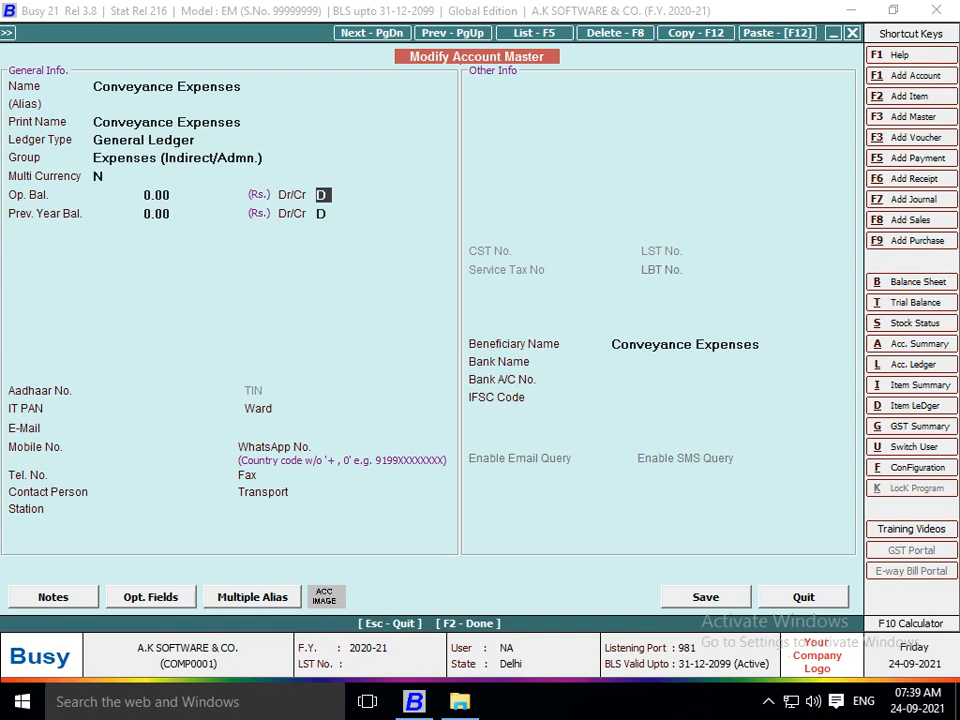 Busy 21 Rel 3.8 | Stat Rel 216 | Model : EM (S.No. 99999999) | BLS upto 31-12-2099 | Global Edition | A.K SOFTWARE & CO. (F.Y. 2020-21)
>> Next - PgDn Prev - PgUp List - F5 Delete - F8 Copy - F12 Paste - [F12]
Modify Account Master
General Info.
Name Conveyance Expenses
(Alias)
Print Name Conveyance Expenses
Ledger Type General Ledger
Group Expenses (Indirect/Admn.)
Multi Currency N
Op. Bal. 0.00 (Rs.) Dr/Cr D
Prev. Year Bal. 0.00 (Rs.) Dr/Cr D
Aadhaar No. TIN
IT PAN Ward
E-Mail
Mobile No. WhatsApp No.
(Country code w/o '+ , 0' e.g. 9199XXXXXXXX)
Tel. No. Fax
Contact Person Transport
Station
Other Info
CST No. LST No.
Service Tax No LBT No.
Beneficiary Name Conveyance Expenses
Bank Name
Bank A/C No.
IFSC Code
Enable Email Query Enable SMS Query
Notes Opt. Fields Multiple Alias ACC IMAGE Save Quit
[ Esc - Quit ] [ F2 - Done ]
Shortcut Keys
F1 Help
F1 Add Account
F2 Add Item
F3 Add Master
F3 Add Voucher
F5 Add Payment
F6 Add Receipt
F7 Add Journal
F8 Add Sales
F9 Add Purchase
B Balance Sheet
T Trial Balance
S Stock Status
A Acc. Summary
L Acc. Ledger
I Item Summary
D Item LeDger
G GST Summary
U Switch User
F ConFiguration
K LocK Program
Training Videos
GST Portal
E-way Bill Portal
F10 Calculator
Activate Windows
Go to Settings to activate Windows.
Busy
A.K SOFTWARE & CO.
(COMP0001)
F.Y. : 2020-21
LST No. :
User : NA
State : Delhi
Listening Port : 981
BLS Valid Upto : 31-12-2099 (Active)
Your
Company
Logo
Friday
24-09-2021
Search the web and Windows
B
ENG
07:39 AM
24-09-2021